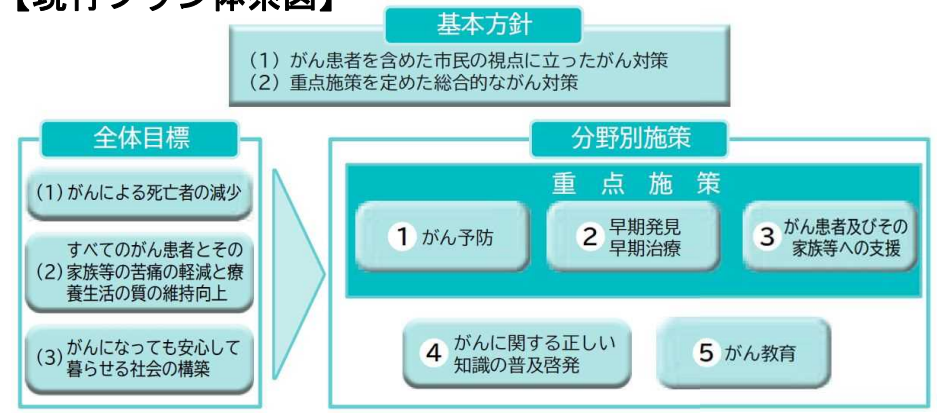 【現行プラン体系図】
基本方針
(1) がん患者を含めた市民の視点に立ったがん対策
(2) 重点施策を定めた総合的ながん対策
全体目標
(1) がんによる死亡者の減少
すべてのがん患者とその
(2) 家族等の苦痛の軽減と療
養生活の質の維持向上
(3) がんになっても安心して
暮らせる社会の構築
分野別施策
重点施策
1 がん予防
2 早期発見
早期治療
3 がん患者及びその
家族等への支援
4 がんに関する正しい
知識の普及啓発
5 がん教育